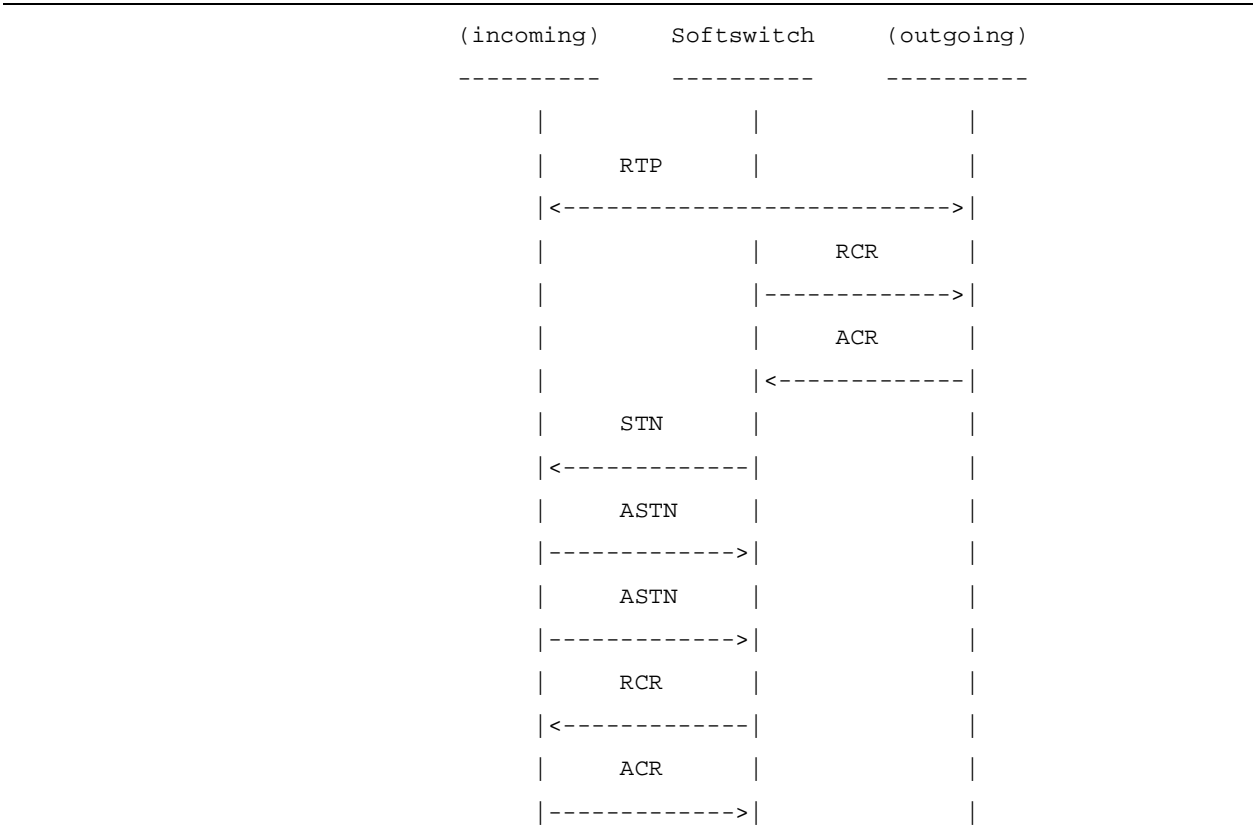 (incoming)     Softswitch     (outgoing)
----------     ----------     ----------
     |              |              |
     |     RTP      |              |
     |<--------------------------->|
     |              |     RCR      |
     |              |------------->|
     |              |     ACR      |
     |              |<-------------|
     |     STN      |              |
     |<-------------|              |
     |     ASTN     |              |
     |------------->|              |
     |     ASTN     |              |
     |------------->|              |
     |     RCR      |              |
     |<-------------|              |
     |     ACR      |              |
     |------------->|              |